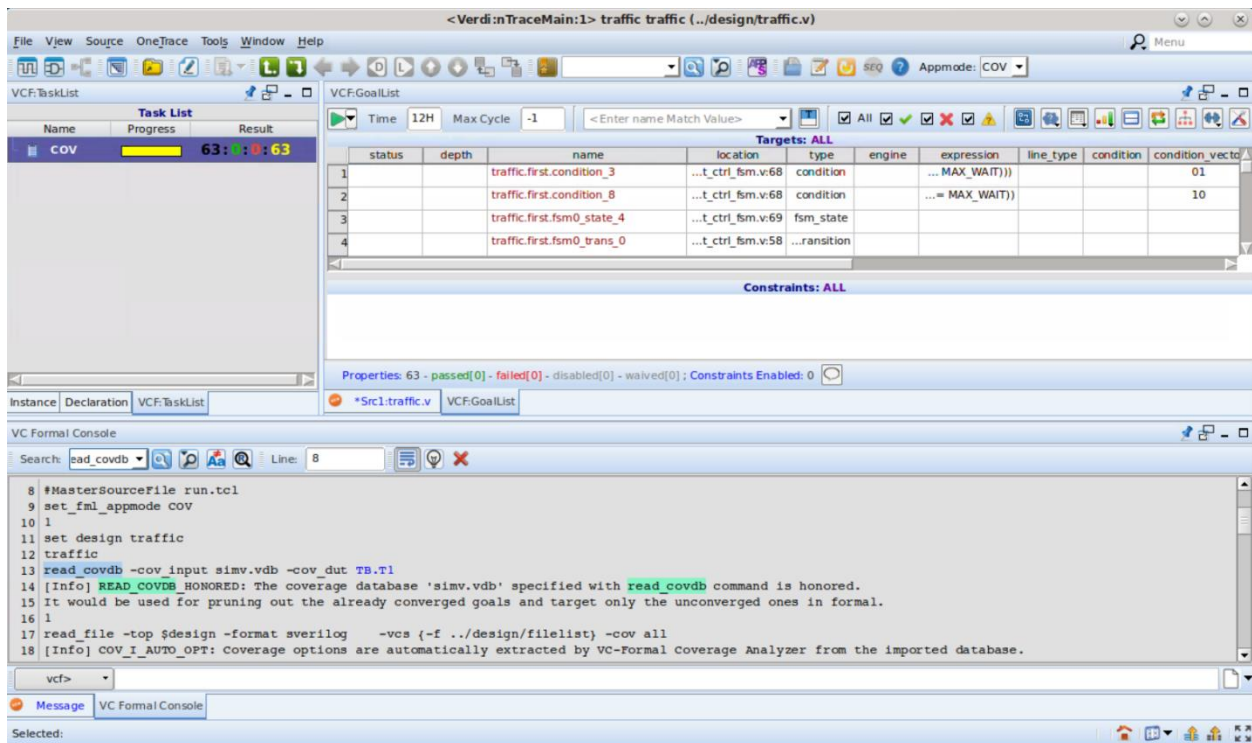 <Verdi:nTraceMain:1> traffic traffic (../design/traffic.v)
File View Source OneTrace Tools Window Help
Menu
SEQ Appmode: COV
VCF:TaskList
Task List
Name Progress Result
COV 63:0:0:63
Instance Declaration VCF:TaskList
VCF:GoalList
Time 12H Max Cycle -1 <Enter name Match Value> All
Targets: ALL
status depth name location type engine expression line_type condition condition_vecto
1 traffic.first.condition_3 ...t_ctrl_fsm.v:68 condition ... MAX_WAIT))) 01
2 traffic.first.condition_8 ...t_ctrl_fsm.v:68 condition ...= MAX_WAIT)) 10
3 traffic.first.fsm0_state_4 ...t_ctrl_fsm.v:69 fsm_state
4 traffic.first.fsm0_trans_0 ...t_ctrl_fsm.v:58 ...ransition
Constraints: ALL
Properties: 63 - passed[0] - failed[0] - disabled[0] - waived[0] ; Constraints Enabled: 0
*Src1:traffic.v VCF:GoalList
VC Formal Console
Search: ead_covdb Line: 8
8 #MasterSourceFile run.tcl
9 set_fml_appmode COV
10 1
11 set design traffic
12 traffic
13 read_covdb -cov_input simv.vdb -cov_dut TB.T1
14 [Info] READ_COVDB_HONORED: The coverage database 'simv.vdb' specified with read_covdb command is honored.
15 It would be used for pruning out the already converged goals and target only the unconverged ones in formal.
16 1
17 read_file -top $design -format sverilog -vcs {-f ../design/filelist} -cov all
18 [Info] COV_I_AUTO_OPT: Coverage options are automatically extracted by VC-Formal Coverage Analyzer from the imported database.
vcf>
Message VC Formal Console
Selected: